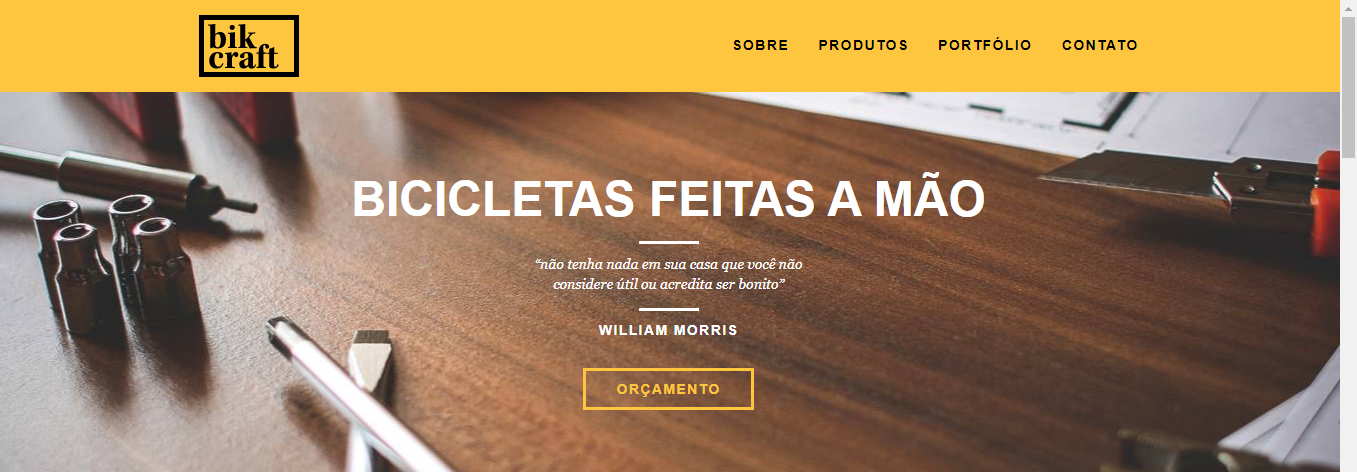 bik
craft
SOBRE PRODUTOS PORTFÓLIO CONTATO
BICICLETAS FEITAS A MÃO
“não tenha nada em sua casa que você não
considere útil ou acredita ser bonito”
WILLIAM MORRIS
ORÇAMENTO